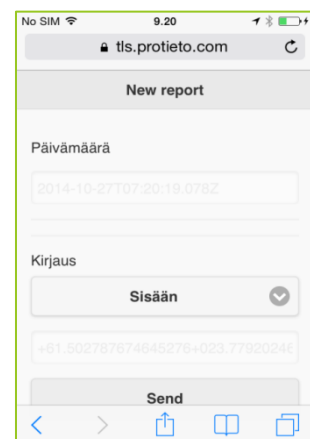 No SIM 9.20
tls.protieto.com
New report
Päivämäärä
2014-10-27T07:20:19.078Z
Kirjaus
Sisään
+61.502787674645276+023.7792024
Send